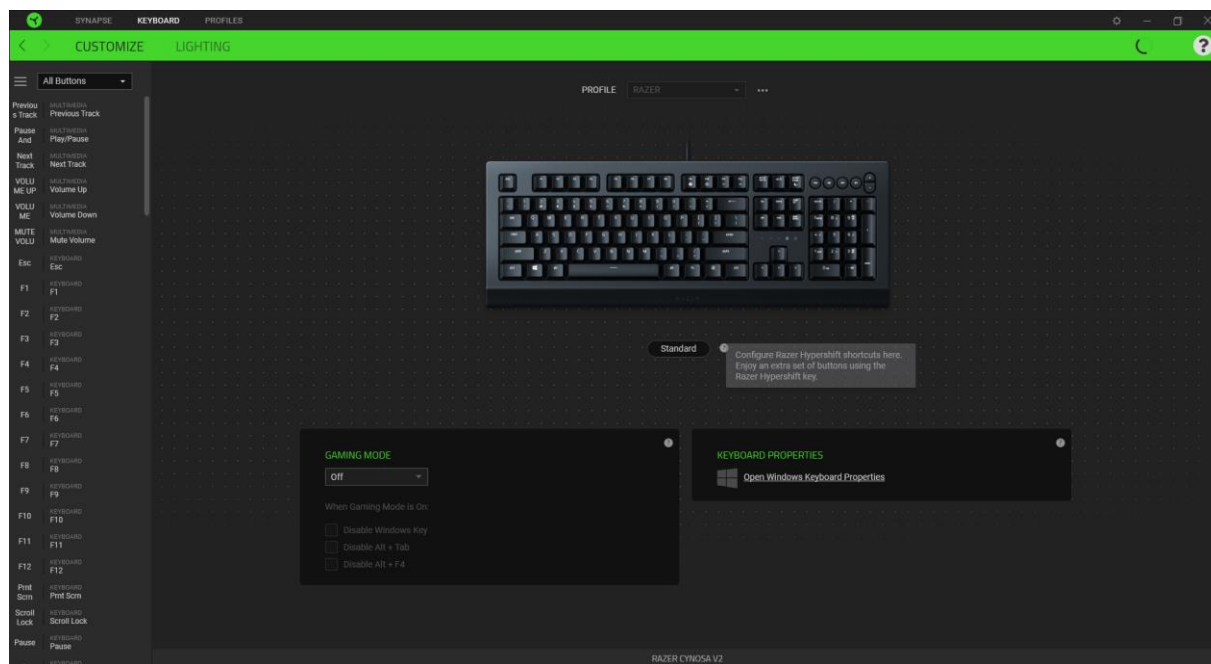 SYNAPSE KEYBOARD PROFILES
CUSTOMIZE LIGHTING
?
All Buttons
PROFILE RAZER
Previou
s Track
MULTIMEDIA
Previous Track
Pause
And
MULTIMEDIA
Play/Pause
Next
Track
MULTIMEDIA
Next Track
VOLU
ME UP
MULTIMEDIA
Volume Up
VOLU
ME
MULTIMEDIA
Volume Down
MUTE
VOLU
MULTIMEDIA
Mute Volume
Esc
KEYBOARD
Esc
F1
KEYBOARD
F1
F2
KEYBOARD
F2
F3
KEYBOARD
F3
F4
KEYBOARD
F4
F5
KEYBOARD
F5
F6
KEYBOARD
F6
F7
KEYBOARD
F7
F8
KEYBOARD
F8
F9
KEYBOARD
F9
F10
KEYBOARD
F10
F11
KEYBOARD
F11
F12
KEYBOARD
F12
Prnt
Scrn
KEYBOARD
Prnt Scrn
Scroll
Lock
KEYBOARD
Scroll Lock
Pause
KEYBOARD
Pause
KEYBOARD
RAZER
Standard
?
Configure Razer Hypershift shortcuts here.
Enjoy an extra set of buttons using the
Razer Hypershift key.
GAMING MODE
?
Off
When Gaming Mode is On:
Disable Windows Key
Disable Alt + Tab
Disable Alt + F4
KEYBOARD PROPERTIES
?
Open Windows Keyboard Properties
RAZER CYNOSA V2